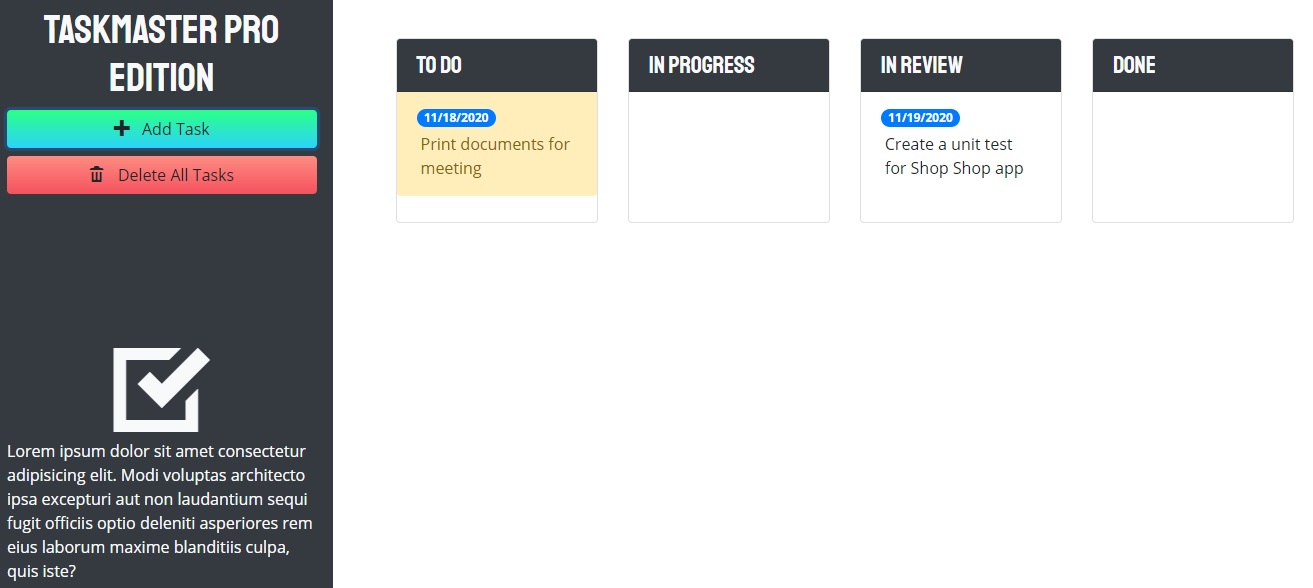 TASKMASTER PRO
EDITION
Add Task
Delete All Tasks
Lorem ipsum dolor sit amet consectetur
adipisicing elit. Modi voluptas architecto
ipsa excepturi aut non laudantium sequi
fugit officiis optio deleniti asperiores rem
eius laborum maxime blanditiis culpa,
quis iste?
TO DO
11/18/2020
Print documents for
meeting
IN PROGRESS
IN REVIEW
11/19/2020
Create a unit test
for Shop Shop app
DONE